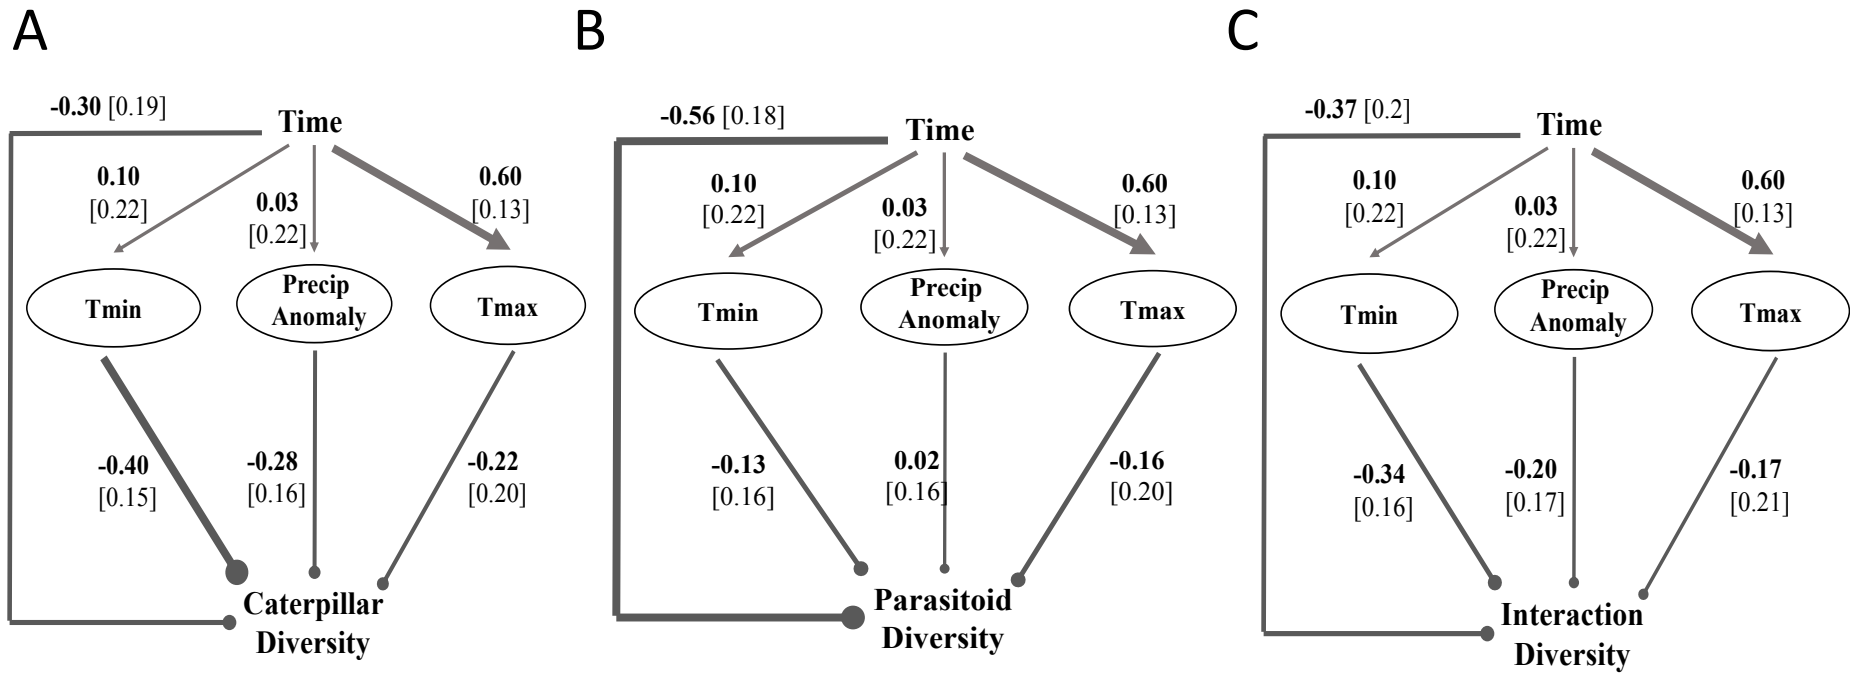 A
-0.30 [0.19]
Time
0.10
[0.22]
0.03
[0.22]
0.60
[0.13]
Tmin
Precip
Anomaly
Tmax
-0.40
[0.15]
-0.28
[0.16]
-0.22
[0.20]
Caterpillar
Diversity
B
-0.56 [0.18]
Time
0.10
[0.22]
0.03
[0.22]
0.60
[0.13]
Tmin
Precip
Anomaly
Tmax
-0.13
[0.16]
0.02
[0.16]
-0.16
[0.20]
Parasitoid
Diversity
C
-0.37 [0.2]
Time
0.10
[0.22]
0.03
[0.22]
0.60
[0.13]
Tmin
Precip
Anomaly
Tmax
-0.34
[0.16]
-0.20
[0.17]
-0.17
[0.21]
Interaction
Diversity